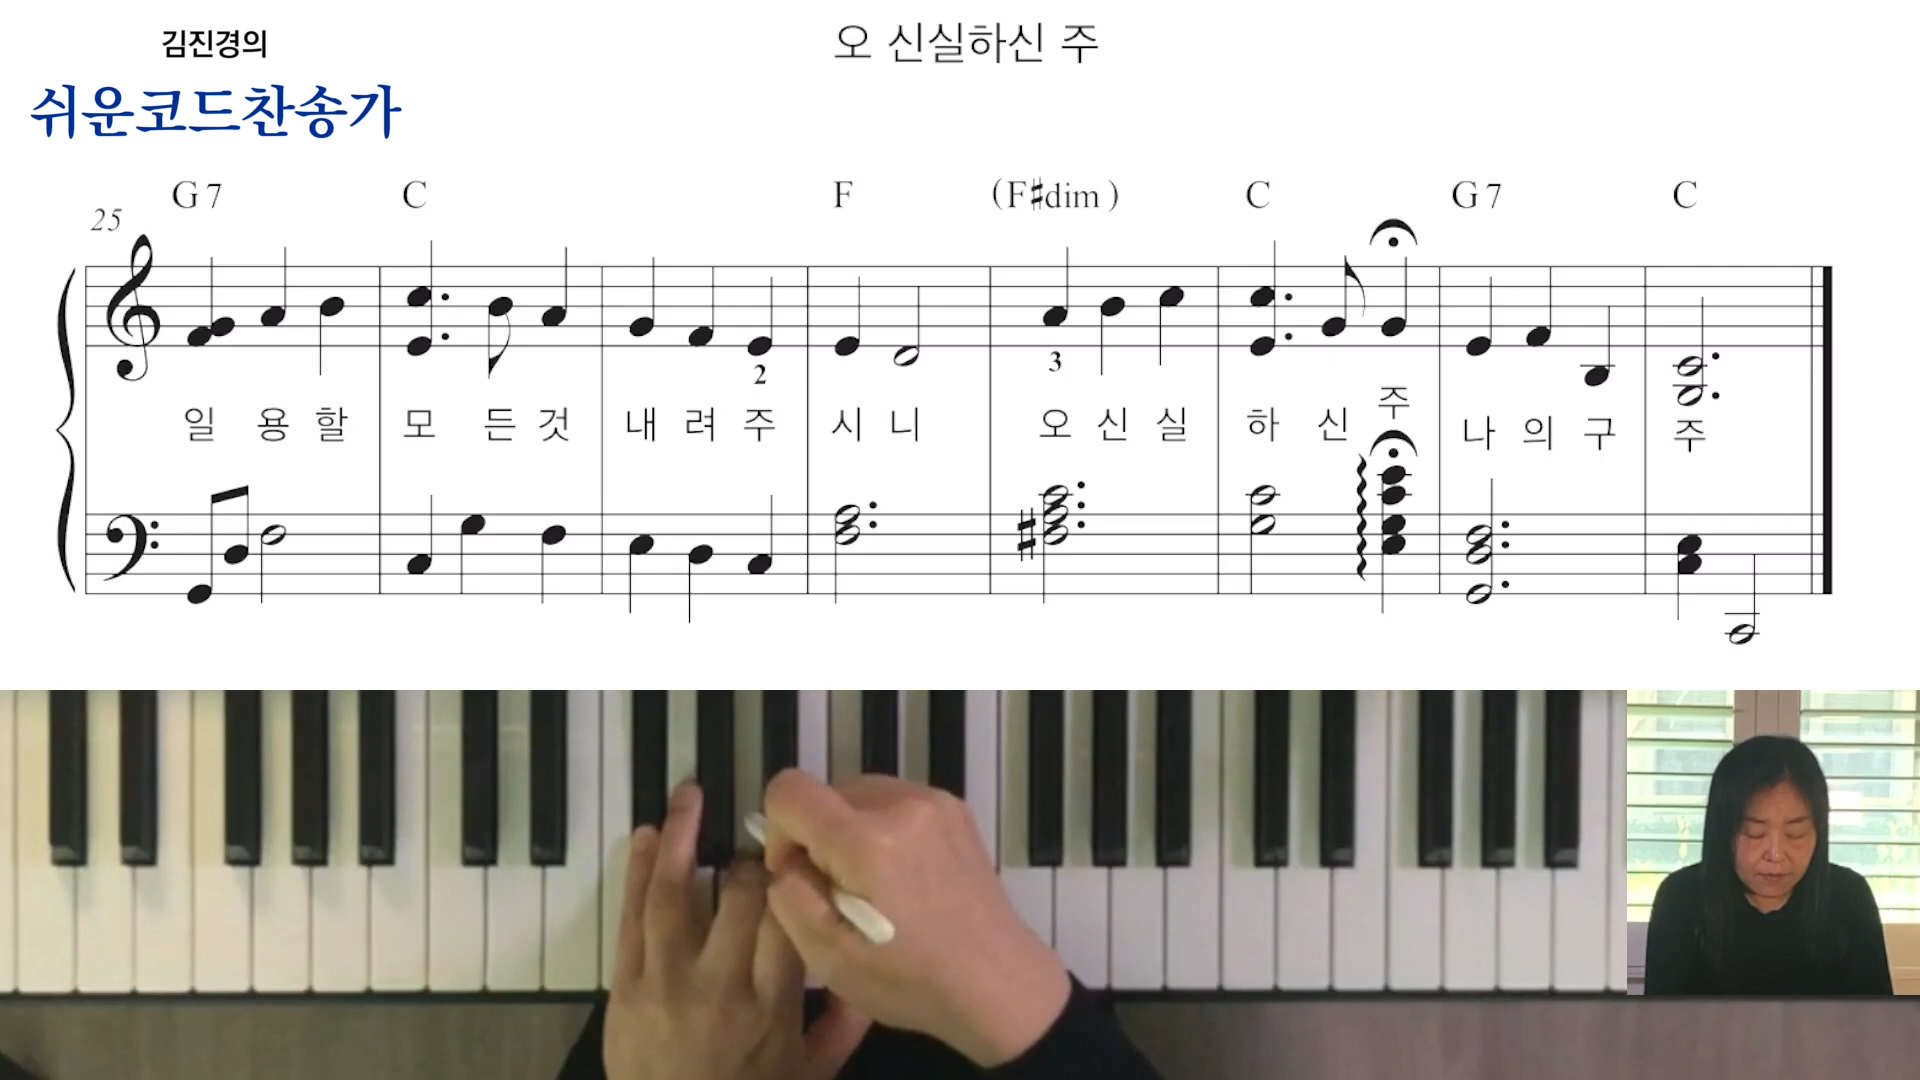 김진경의
쉬운코드찬송가
오 신실하신 주
G7 C F (F♯dim) C G7 C
25
2 3
일 용 할 모 든 것 내 려 주 시 니 오 신 실 하 신 주 나 의 구 주